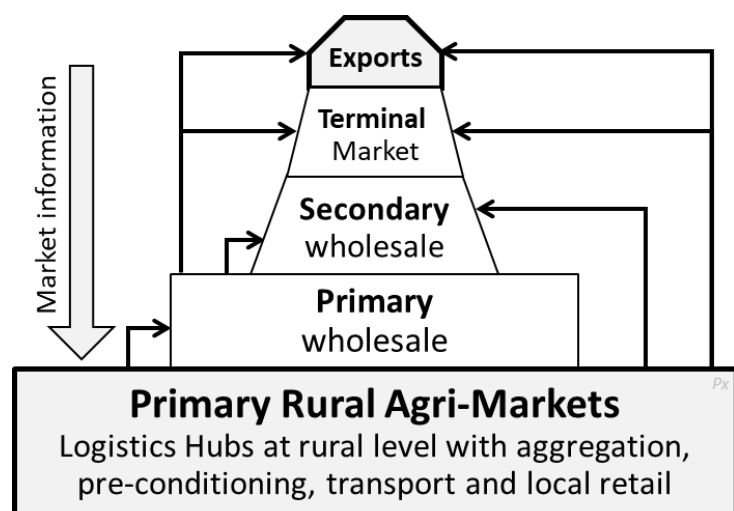 Exports
Terminal
Market
Market information
Secondary
wholesale
Primary
wholesale
Px
Primary Rural Agri-Markets
Logistics Hubs at rural level with aggregation,
pre-conditioning, transport and local retail